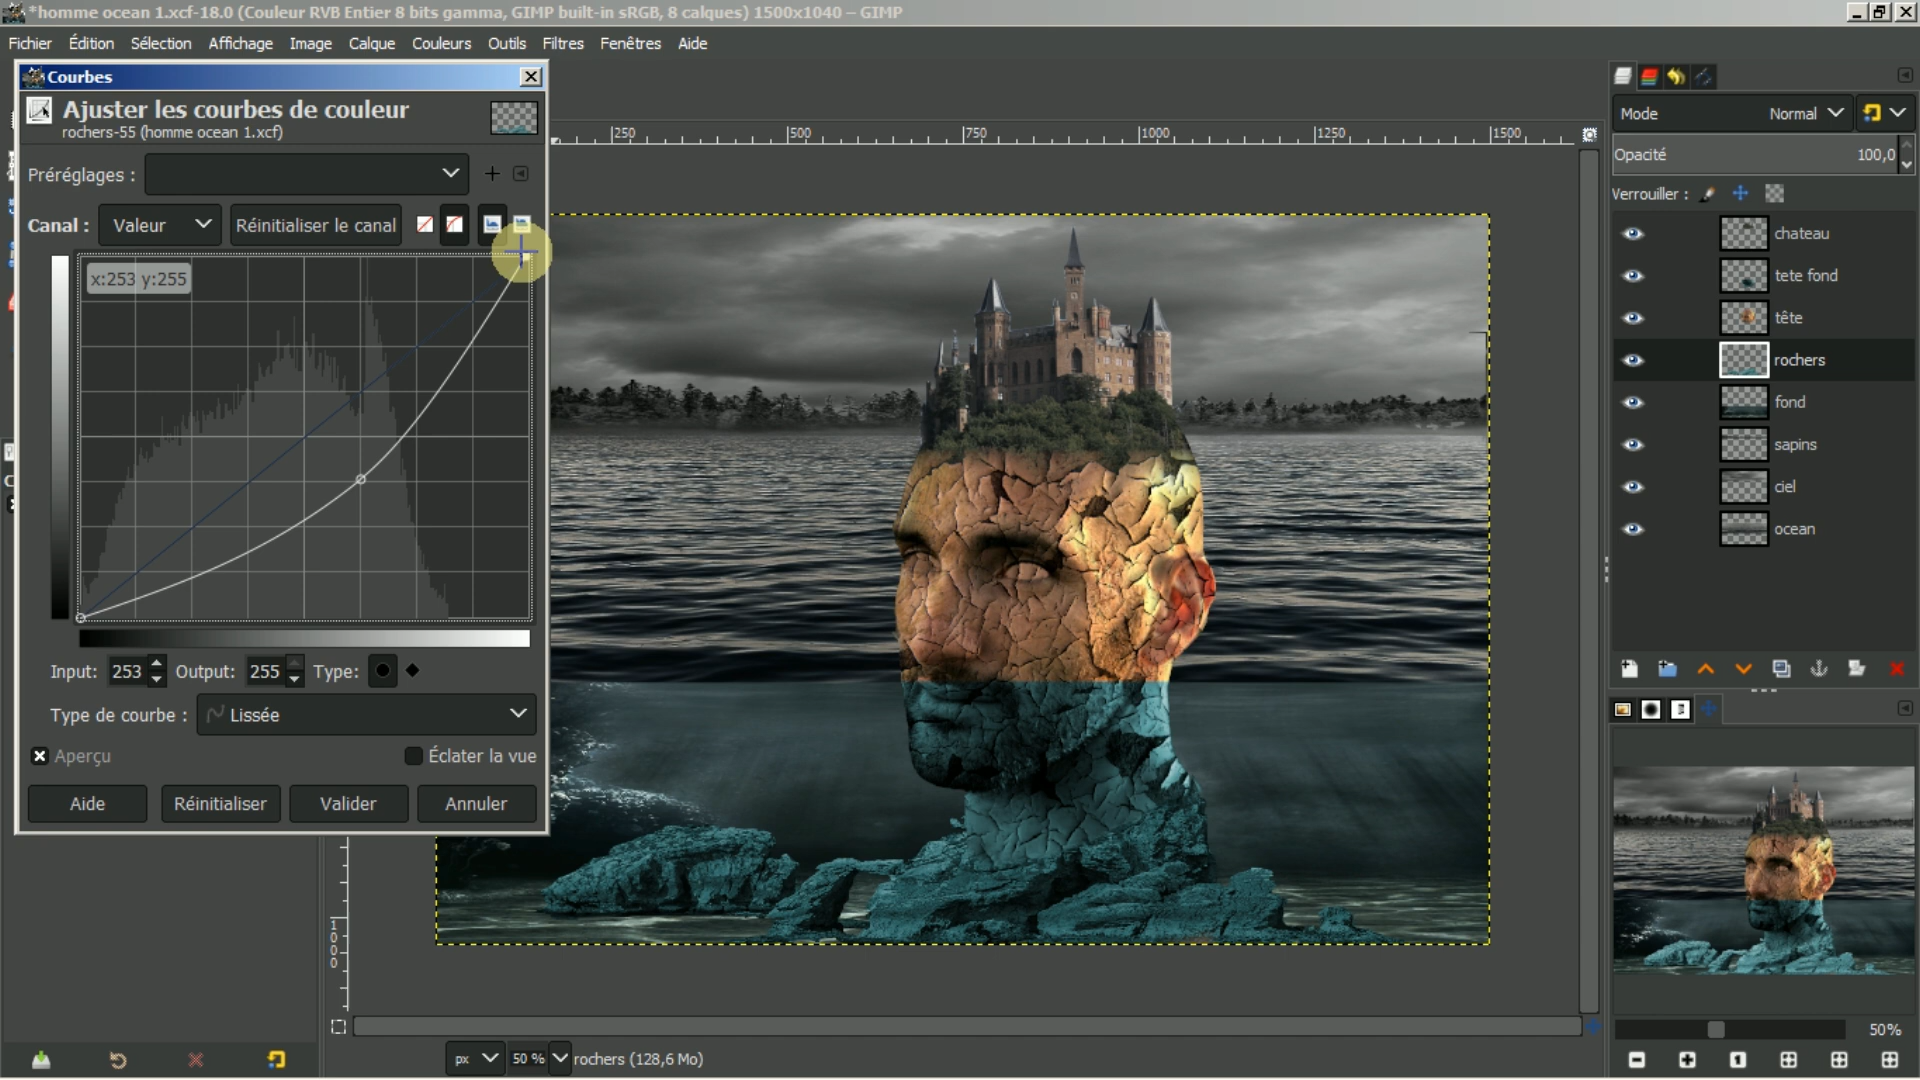 *homme ocean 1.xcf-18.0 (Couleur RVB Entier 8 bits gamma, GIMP built-in sRGB, 8 calques) 1500x1040 – GIMP
Fichier Édition Sélection Affichage Image Calque Couleurs Outils Filtres Fenêtres Aide
Courbes
Ajuster les courbes de couleur
rochers-55 (homme ocean 1.xcf)
Préréglages :
Canal : Valeur Réinitialiser le canal
x:253 y:255
Input: 253 Output: 255 Type:
Type de courbe : Lissée
Aperçu Éclater la vue
Aide Réinitialiser Valider Annuler
250 500 750 1000 1250 1500
1000
px 50 % rochers (128,6 Mo)
Mode Normal
Opacité 100,0
Verrouiller :
chateau
tete fond
tête
rochers
fond
sapins
ciel
ocean
50%